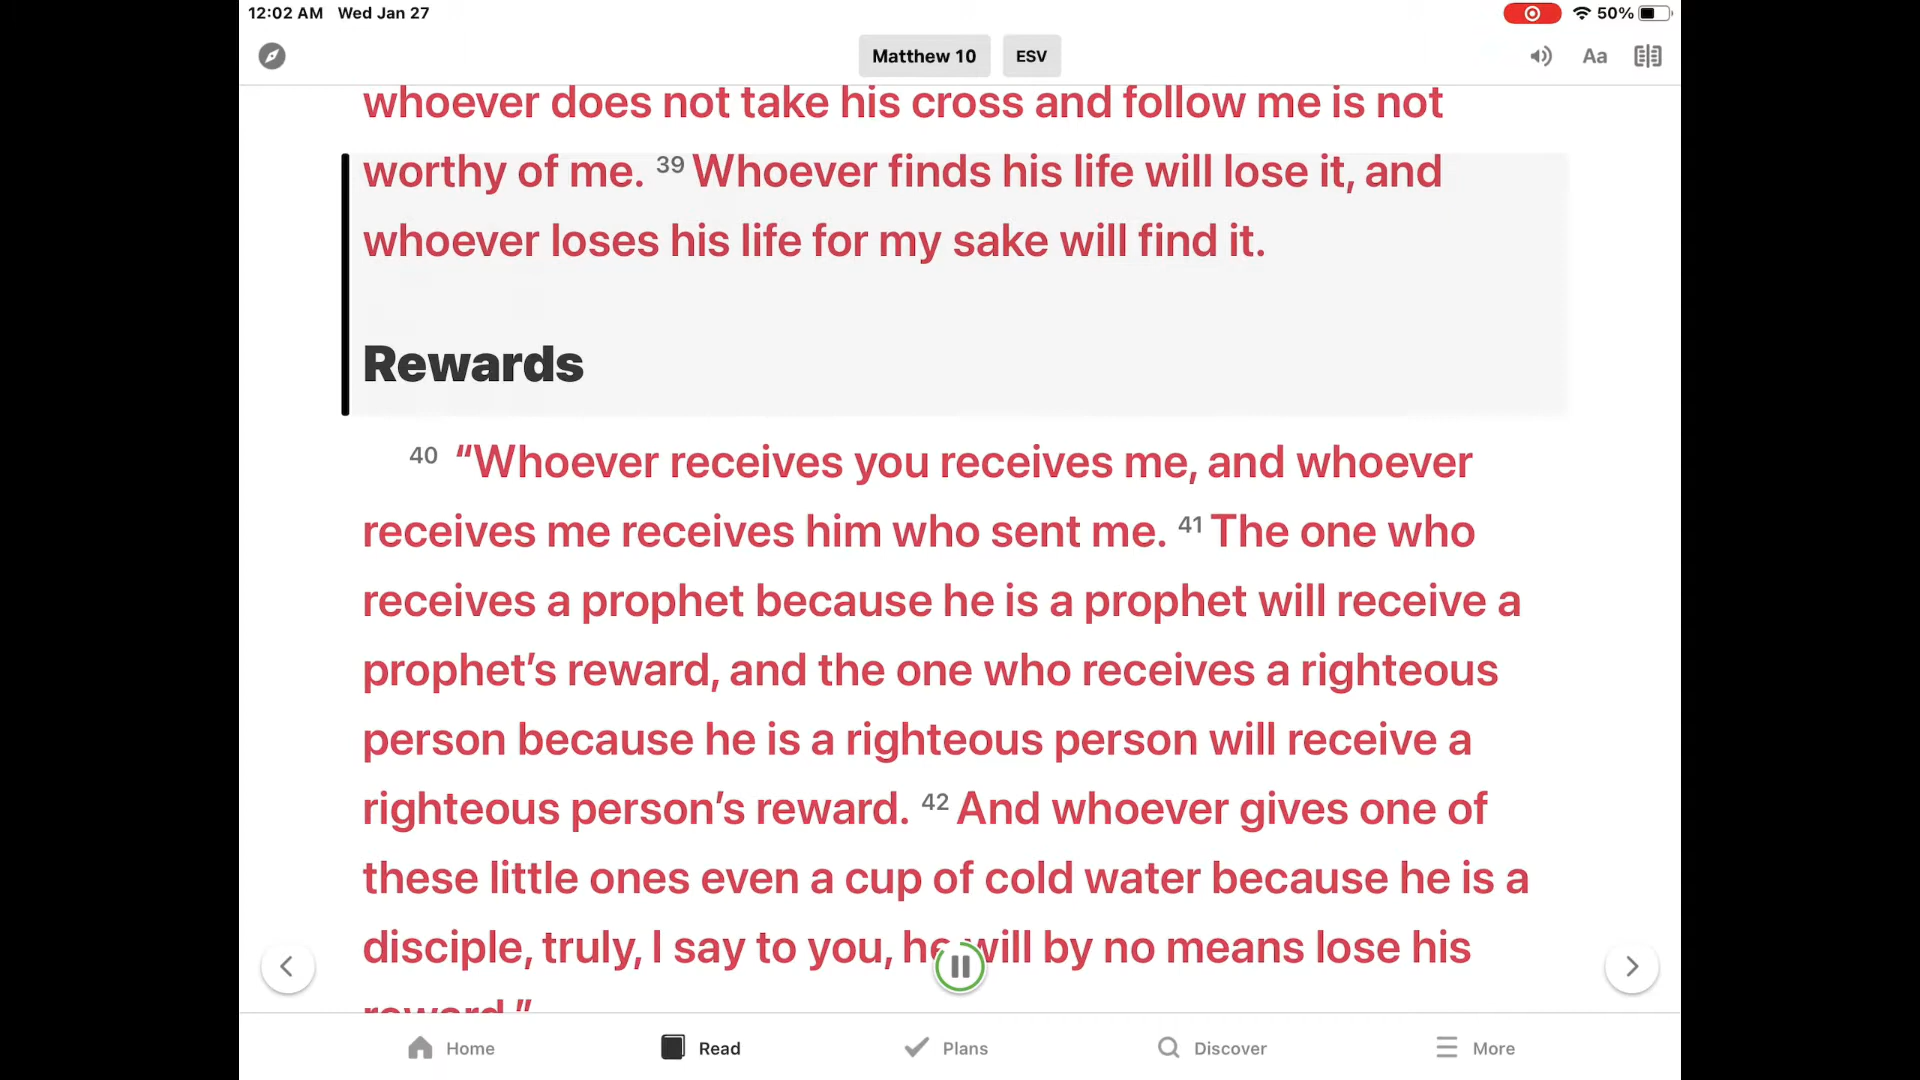 12:02 AM Wed Jan 27 50%
Matthew 10 ESV Aa
whoever does not take his cross and follow me is not
worthy of me. 39 Whoever finds his life will lose it, and
whoever loses his life for my sake will find it.
Rewards
40 “Whoever receives you receives me, and whoever
receives me receives him who sent me. 41 The one who
receives a prophet because he is a prophet will receive a
prophet’s reward, and the one who receives a righteous
person because he is a righteous person will receive a
righteous person’s reward. 42 And whoever gives one of
these little ones even a cup of cold water because he is a
disciple, truly, I say to you, he will by no means lose his
reward.”
Home Read Plans Discover More